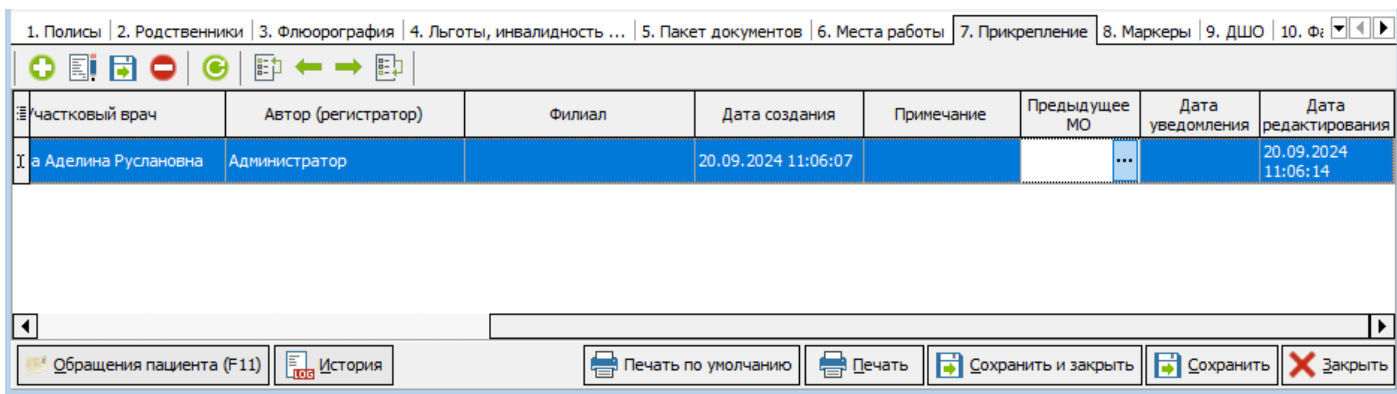 1. Полисы 2. Родственники 3. Флюорография 4. Льготы, инвалидность ... 5. Пакет документов 6. Места работы 7. Прикрепление 8. Маркеры 9. ДШО 10. Фа
частковый врач Автор (регистратор) Филиал Дата создания Примечание Предыдущее МО Дата уведомления Дата редактирования
а Аделина Руслановна Администратор 20.09.2024 11:06:07 ... 20.09.2024 11:06:14
Обращения пациента (F11) LOG История Печать по умолчанию Печать Сохранить и закрыть Сохранить Закрыть